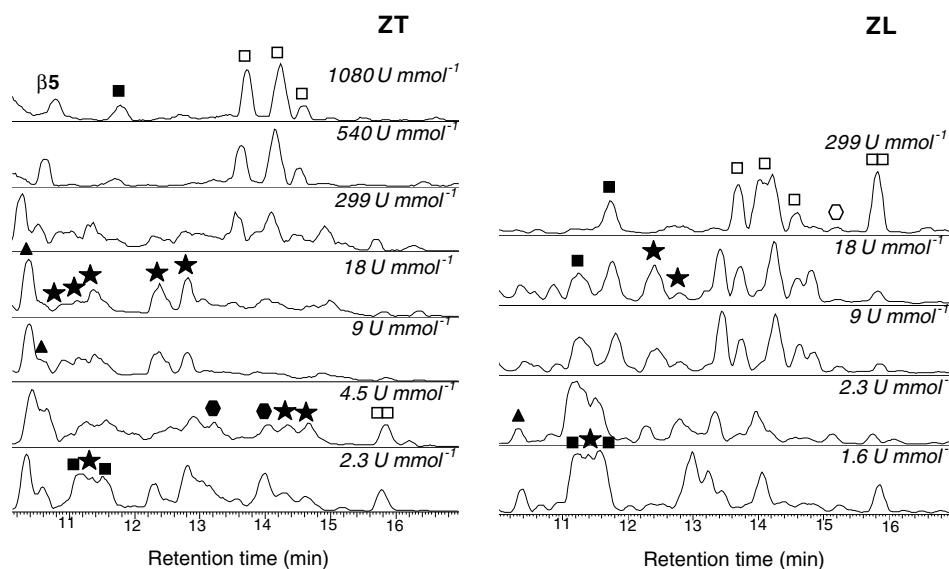 ZT
1080 U mmol⁻¹
β5
540 U mmol⁻¹
299 U mmol⁻¹
18 U mmol⁻¹
9 U mmol⁻¹
4.5 U mmol⁻¹
2.3 U mmol⁻¹
11 12 13 14 15 16
Retention time (min)
ZL
299 U mmol⁻¹
18 U mmol⁻¹
9 U mmol⁻¹
2.3 U mmol⁻
1.6 U mmol⁻
11 12 13 14 15 16
Retention time (min)